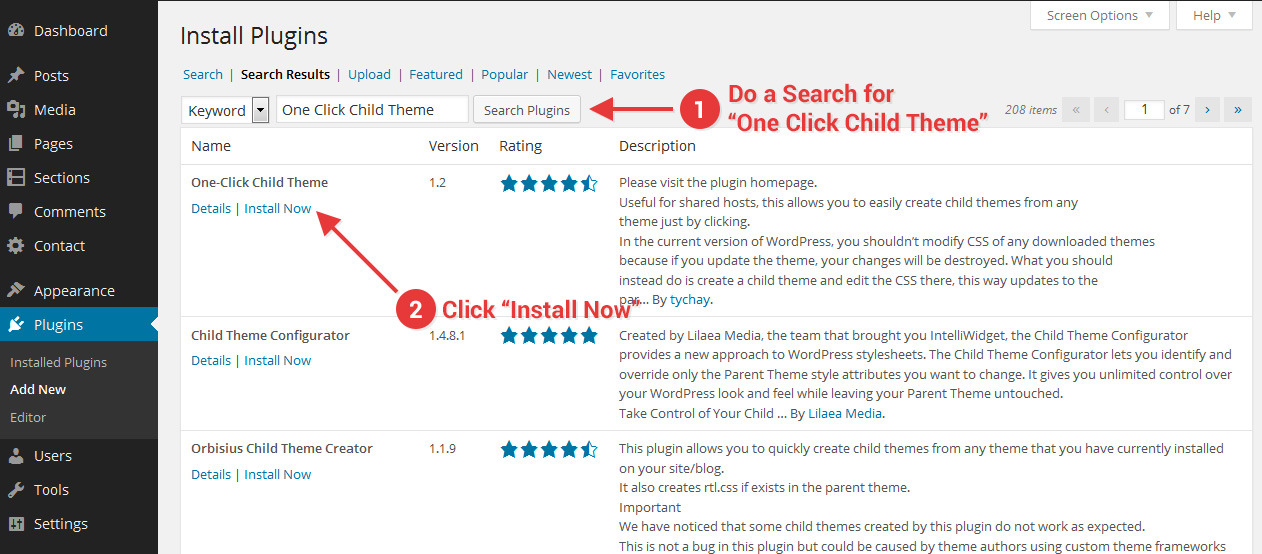 Dashboard
Posts
Media
Pages
Sections
Comments
Contact
Appearance
Plugins
Installed Plugins
Add New
Editor
Users
Tools
Settings
Screen Options
Help
Install Plugins
Search | Search Results | Upload | Featured | Popular | Newest | Favorites
Keyword One Click Child Theme Search Plugins
1 Do a Search for
“One Click Child Theme”
208 items « ‹ 1 of 7 › »
Name Version Rating Description
One-Click Child Theme 1.2
Details | Install Now
Please visit the plugin homepage.
Useful for shared hosts, this allows you to easily create child themes from any
theme just by clicking.
In the current version of WordPress, you shouldn’t modify CSS of any downloaded themes
because if you update the theme, your changes will be destroyed. What you should
instead do is create a child theme and edit the CSS there, this way updates to the
par... By tychay.
2 Click “Install Now”
Child Theme Configurator 1.4.8.1
Details | Install Now
Created by Lilaea Media, the team that brought you IntelliWidget, the Child Theme Configurator
provides a new approach to WordPress stylesheets. The Child Theme Configurator lets you identify and
override only the Parent Theme style attributes you want to change. It gives you unlimited control over
your WordPress look and feel while leaving your Parent Theme untouched.
Take Control of Your Child ... By Lilaea Media.
Orbisius Child Theme Creator 1.1.9
Details | Install Now
This plugin allows you to quickly create child themes from any theme that you have currently installed
on your site/blog.
It also creates rtl.css if exists in the parent theme.
Important
We have noticed that some child themes created by this plugin do not work as expected.
This is not a bug in this plugin but could be caused by theme authors using custom theme frameworks